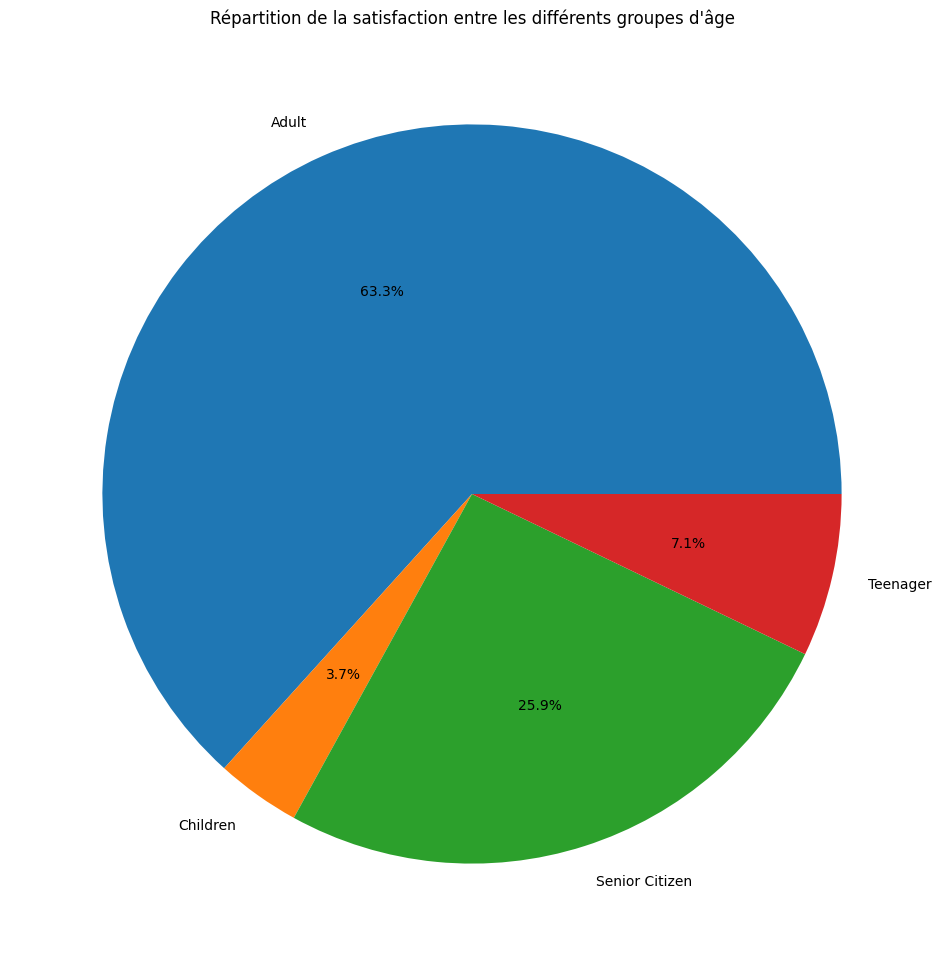 Répartition de la satisfaction entre les différents groupes d'âge
Adult
63.3%
7.1%
Teenager
3.7%
25.9%
Children
Senior Citizen